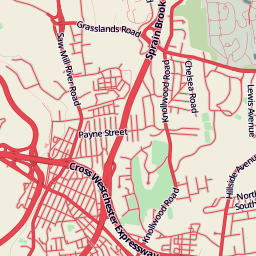 Grasslands Road
Sprain Brook
Saw Mill River Road
Chelsea Road
Knollwood Road
Lewis Avenue
Payne Street
Cross Westchester Expressway
Hillside Avenue
Knollwood Road
North
South